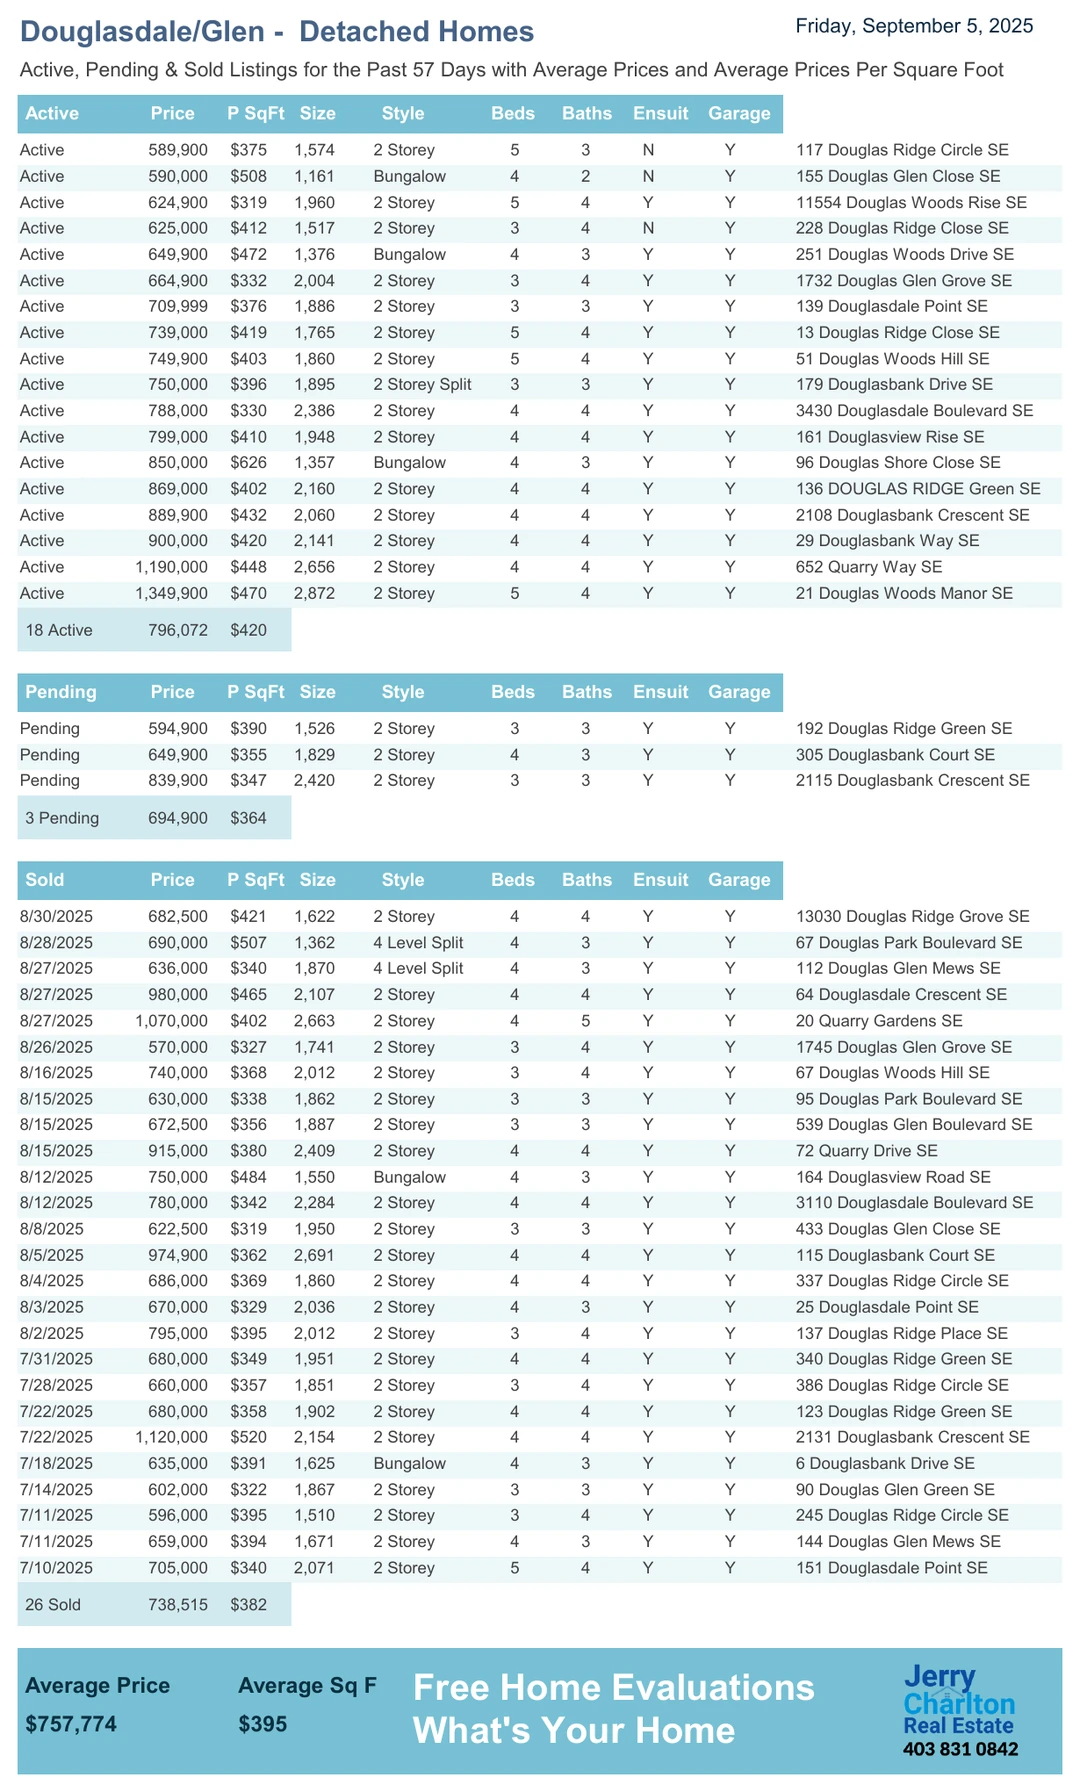 Douglasdale/Glen - Detached Homes
Friday, September 5, 2025
Active, Pending & Sold Listings for the Past 57 Days with Average Prices and Average Prices Per Square Foot
Active Price P SqFt Size Style Beds Baths Ensuit Garage
Active 589,900 $375 1,574 2 Storey 5 3 N Y 117 Douglas Ridge Circle SE
Active 590,000 $508 1,161 Bungalow 4 2 N Y 155 Douglas Glen Close SE
Active 624,900 $319 1,960 2 Storey 5 4 Y Y 11554 Douglas Woods Rise SE
Active 625,000 $412 1,517 2 Storey 3 4 N Y 228 Douglas Ridge Close SE
Active 649,900 $472 1,376 Bungalow 4 3 Y Y 251 Douglas Woods Drive SE
Active 664,900 $332 2,004 2 Storey 3 4 Y Y 1732 Douglas Glen Grove SE
Active 709,999 $376 1,886 2 Storey 3 3 Y Y 139 Douglasdale Point SE
Active 739,000 $419 1,765 2 Storey 5 4 Y Y 13 Douglas Ridge Close SE
Active 749,900 $403 1,860 2 Storey 5 4 Y Y 51 Douglas Woods Hill SE
Active 750,000 $396 1,895 2 Storey Split 3 3 Y Y 179 Douglasbank Drive SE
Active 788,000 $330 2,386 2 Storey 4 4 Y Y 3430 Douglasdale Boulevard SE
Active 799,000 $410 1,948 2 Storey 4 4 Y Y 161 Douglasview Rise SE
Active 850,000 $626 1,357 Bungalow 4 3 Y Y 96 Douglas Shore Close SE
Active 869,000 $402 2,160 2 Storey 4 4 Y Y 136 DOUGLAS RIDGE Green SE
Active 889,900 $432 2,060 2 Storey 4 4 Y Y 2108 Douglasbank Crescent SE
Active 900,000 $420 2,141 2 Storey 4 4 Y Y 29 Douglasbank Way SE
Active 1,190,000 $448 2,656 2 Storey 4 4 Y Y 652 Quarry Way SE
Active 1,349,900 $470 2,872 2 Storey 5 4 Y Y 21 Douglas Woods Manor SE
18 Active 796,072 $420
Pending Price P SqFt Size Style Beds Baths Ensuit Garage
Pending 594,900 $390 1,526 2 Storey 3 3 Y Y 192 Douglas Ridge Green SE
Pending 649,900 $355 1,829 2 Storey 4 3 Y Y 305 Douglasbank Court SE
Pending 839,900 $347 2,420 2 Storey 3 3 Y Y 2115 Douglasbank Crescent SE
3 Pending 694,900 $364
Sold Price P SqFt Size Style Beds Baths Ensuit Garage
8/30/2025 682,500 $421 1,622 2 Storey 4 4 Y Y 13030 Douglas Ridge Grove SE
8/28/2025 690,000 $507 1,362 4 Level Split 4 3 Y Y 67 Douglas Park Boulevard SE
8/27/2025 636,000 $340 1,870 4 Level Split 4 3 Y Y 112 Douglas Glen Mews SE
8/27/2025 980,000 $465 2,107 2 Storey 4 4 Y Y 64 Douglasdale Crescent SE
8/27/2025 1,070,000 $402 2,663 2 Storey 4 5 Y Y 20 Quarry Gardens SE
8/26/2025 570,000 $327 1,741 2 Storey 3 4 Y Y 1745 Douglas Glen Grove SE
8/16/2025 740,000 $368 2,012 2 Storey 3 4 Y Y 67 Douglas Woods Hill SE
8/15/2025 630,000 $338 1,862 2 Storey 3 3 Y Y 95 Douglas Park Boulevard SE
8/15/2025 672,500 $356 1,887 2 Storey 3 3 Y Y 539 Douglas Glen Boulevard SE
8/15/2025 915,000 $380 2,409 2 Storey 4 4 Y Y 72 Quarry Drive SE
8/12/2025 750,000 $484 1,550 Bungalow 4 3 Y Y 164 Douglasview Road SE
8/12/2025 780,000 $342 2,284 2 Storey 4 4 Y Y 3110 Douglasdale Boulevard SE
8/8/2025 622,500 $319 1,950 2 Storey 3 3 Y Y 433 Douglas Glen Close SE
8/5/2025 974,900 $362 2,691 2 Storey 4 4 Y Y 115 Douglasbank Court SE
8/4/2025 686,000 $369 1,860 2 Storey 4 4 Y Y 337 Douglas Ridge Circle SE
8/3/2025 670,000 $329 2,036 2 Storey 4 3 Y Y 25 Douglasdale Point SE
8/2/2025 795,000 $395 2,012 2 Storey 3 4 Y Y 137 Douglas Ridge Place SE
7/31/2025 680,000 $349 1,951 2 Storey 4 4 Y Y 340 Douglas Ridge Green SE
7/28/2025 660,000 $357 1,851 2 Storey 3 4 Y Y 386 Douglas Ridge Circle SE
7/22/2025 680,000 $358 1,902 2 Storey 4 4 Y Y 123 Douglas Ridge Green SE
7/22/2025 1,120,000 $520 2,154 2 Storey 4 4 Y Y 2131 Douglasbank Crescent SE
7/18/2025 635,000 $391 1,625 Bungalow 4 3 Y Y 6 Douglasbank Drive SE
7/14/2025 602,000 $322 1,867 2 Storey 3 3 Y Y 90 Douglas Glen Green SE
7/11/2025 596,000 $395 1,510 2 Storey 3 4 Y Y 245 Douglas Ridge Circle SE
7/11/2025 659,000 $394 1,671 2 Storey 4 3 Y Y 144 Douglas Glen Mews SE
7/10/2025 705,000 $340 2,071 2 Storey 5 4 Y Y 151 Douglasdale Point SE
26 Sold 738,515 $382
Average Price Average Sq F
$757,774 $395
Free Home Evaluations
What's Your Home
Jerry
Charlton
Real Estate
403 831 0842